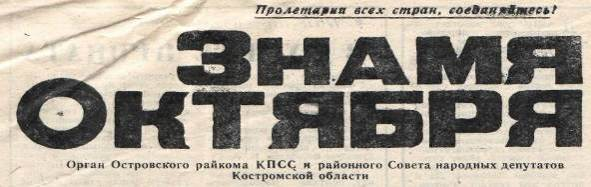 Пролетарии всех стран, соединяйтесь!
Знамя
Октября
Орган Островского райкома КПСС и районного Совета народных депутатов
Костромской области